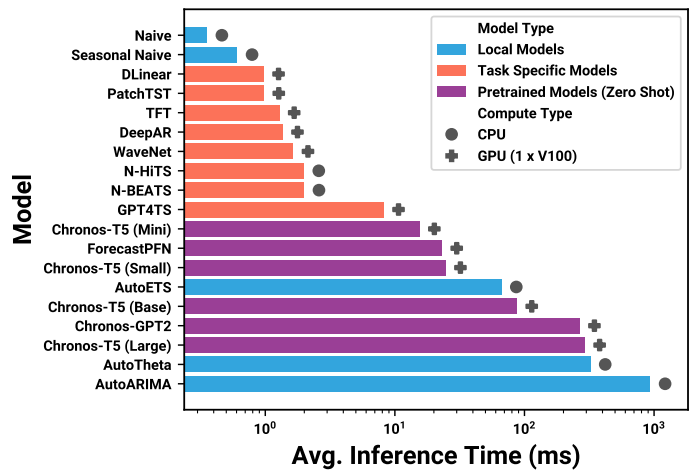 Model Type
Local Models
Task Specific Models
Pretrained Models (Zero Shot)
Compute Type
CPU
GPU (1 x V100)
Model
Naive
Seasonal Naive
DLinear
PatchTST
TFT
DeepAR
WaveNet
N-HiTS
N-BEATS
GPT4TS
Chronos-T5 (Mini)
ForecastPFN
Chronos-T5 (Small)
AutoETS
Chronos-T5 (Base)
Chronos-GPT2
Chronos-T5 (Large)
AutoTheta
AutoARIMA
10⁰ 10¹ 10² 10³
Avg. Inference Time (ms)